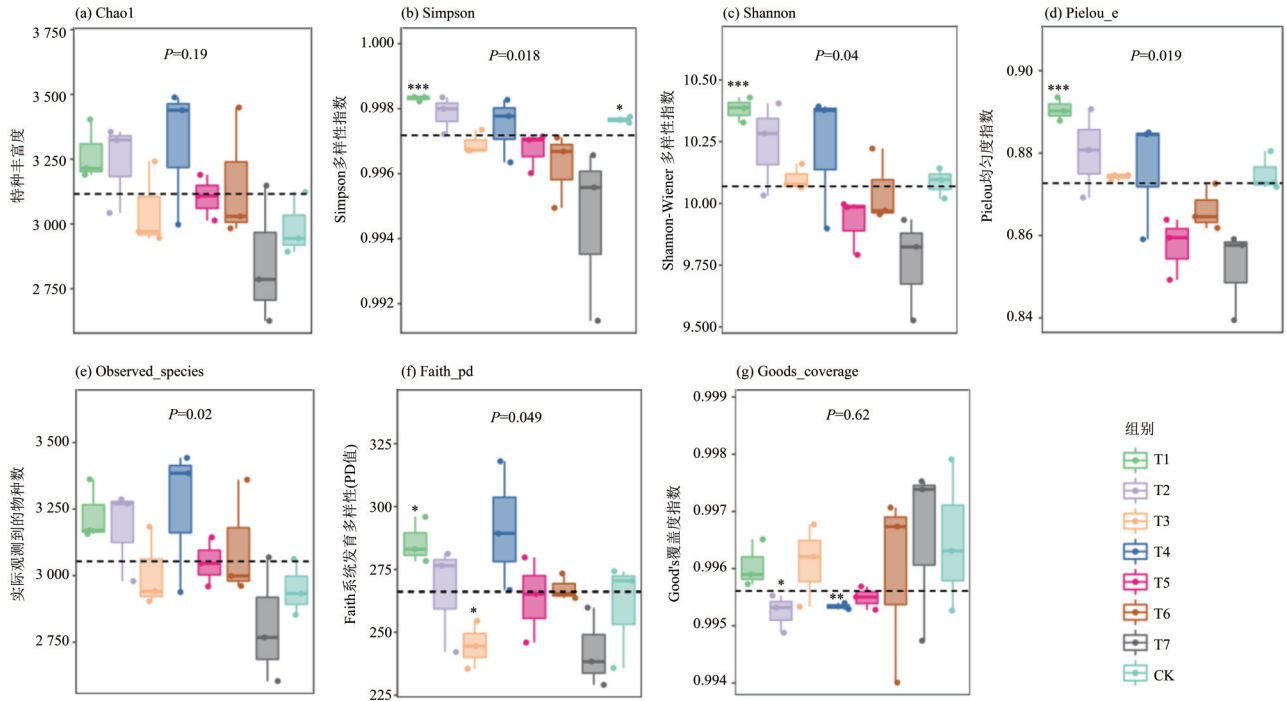 (a) Chao1
P=0.19
物种丰富度
3 750
3 500
3 250
3 000
2 750
(b) Simpson
P=0.018
***
*
Simpson多样性指数
1.000
0.998
0.996
0.994
0.992
(c) Shannon
P=0.04
***
Shannon-Wiener 多样性指数
10.50
10.25
10.00
9.750
9.500
(d) Pielou_e
P=0.019
***
Pielou均匀度指数
0.90
0.88
0.86
0.84
(e) Observed_species
P=0.02
实际观测到的物种数
3 500
3 250
3 000
2 750
(f) Faith_pd
P=0.049
*
*
Faith系统发育多样性(PD值)
325
300
275
250
225
(g) Goods_coverage
P=0.62
*
**
Good's覆盖度指数
0.999
0.998
0.997
0.996
0.995
0.994
组别
T1
T2
T3
T4
T5
T6
T7
CK